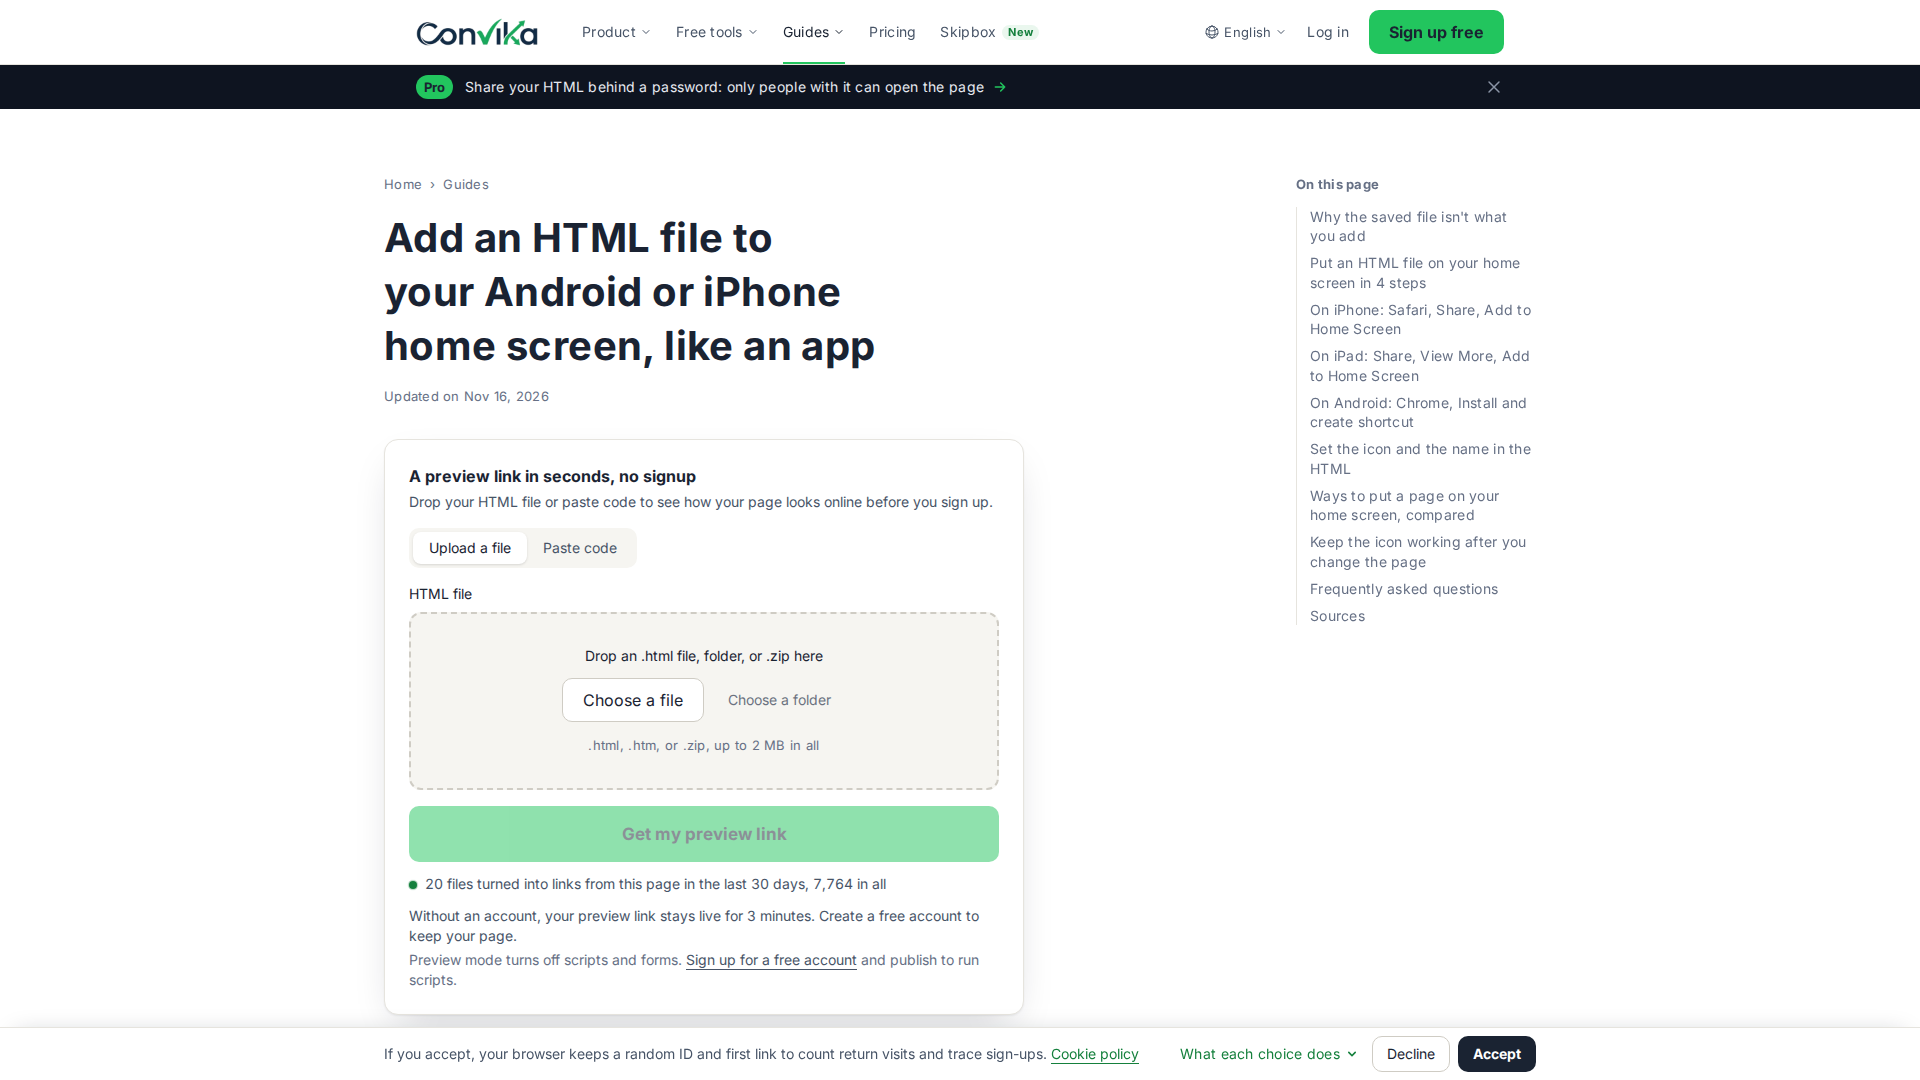 Convika
Product
Free tools
Guides
Pricing
Skipbox New
English
Log in
Sign up free
Pro Share your HTML behind a password: only people with it can open the page →
Home › Guides
Add an HTML file to
your Android or iPhone
home screen, like an app
Updated on Nov 16, 2026
A preview link in seconds, no signup
Drop your HTML file or paste code to see how your page looks online before you sign up.
Upload a file
Paste code
HTML file
Drop an .html file, folder, or .zip here
Choose a file
Choose a folder
.html, .htm, or .zip, up to 2 MB in all
Get my preview link
20 files turned into links from this page in the last 30 days, 7,764 in all
Without an account, your preview link stays live for 3 minutes. Create a free account to
keep your page.
Preview mode turns off scripts and forms. Sign up for a free account and publish to run
scripts.
On this page
Why the saved file isn't what
you add
Put an HTML file on your home
screen in 4 steps
On iPhone: Safari, Share, Add to
Home Screen
On iPad: Share, View More, Add
to Home Screen
On Android: Chrome, Install and
create shortcut
Set the icon and the name in the
HTML
Ways to put a page on your
home screen, compared
Keep the icon working after you
change the page
Frequently asked questions
Sources
If you accept, your browser keeps a random ID and first link to count return visits and trace sign-ups. Cookie policy
What each choice does
Decline
Accept